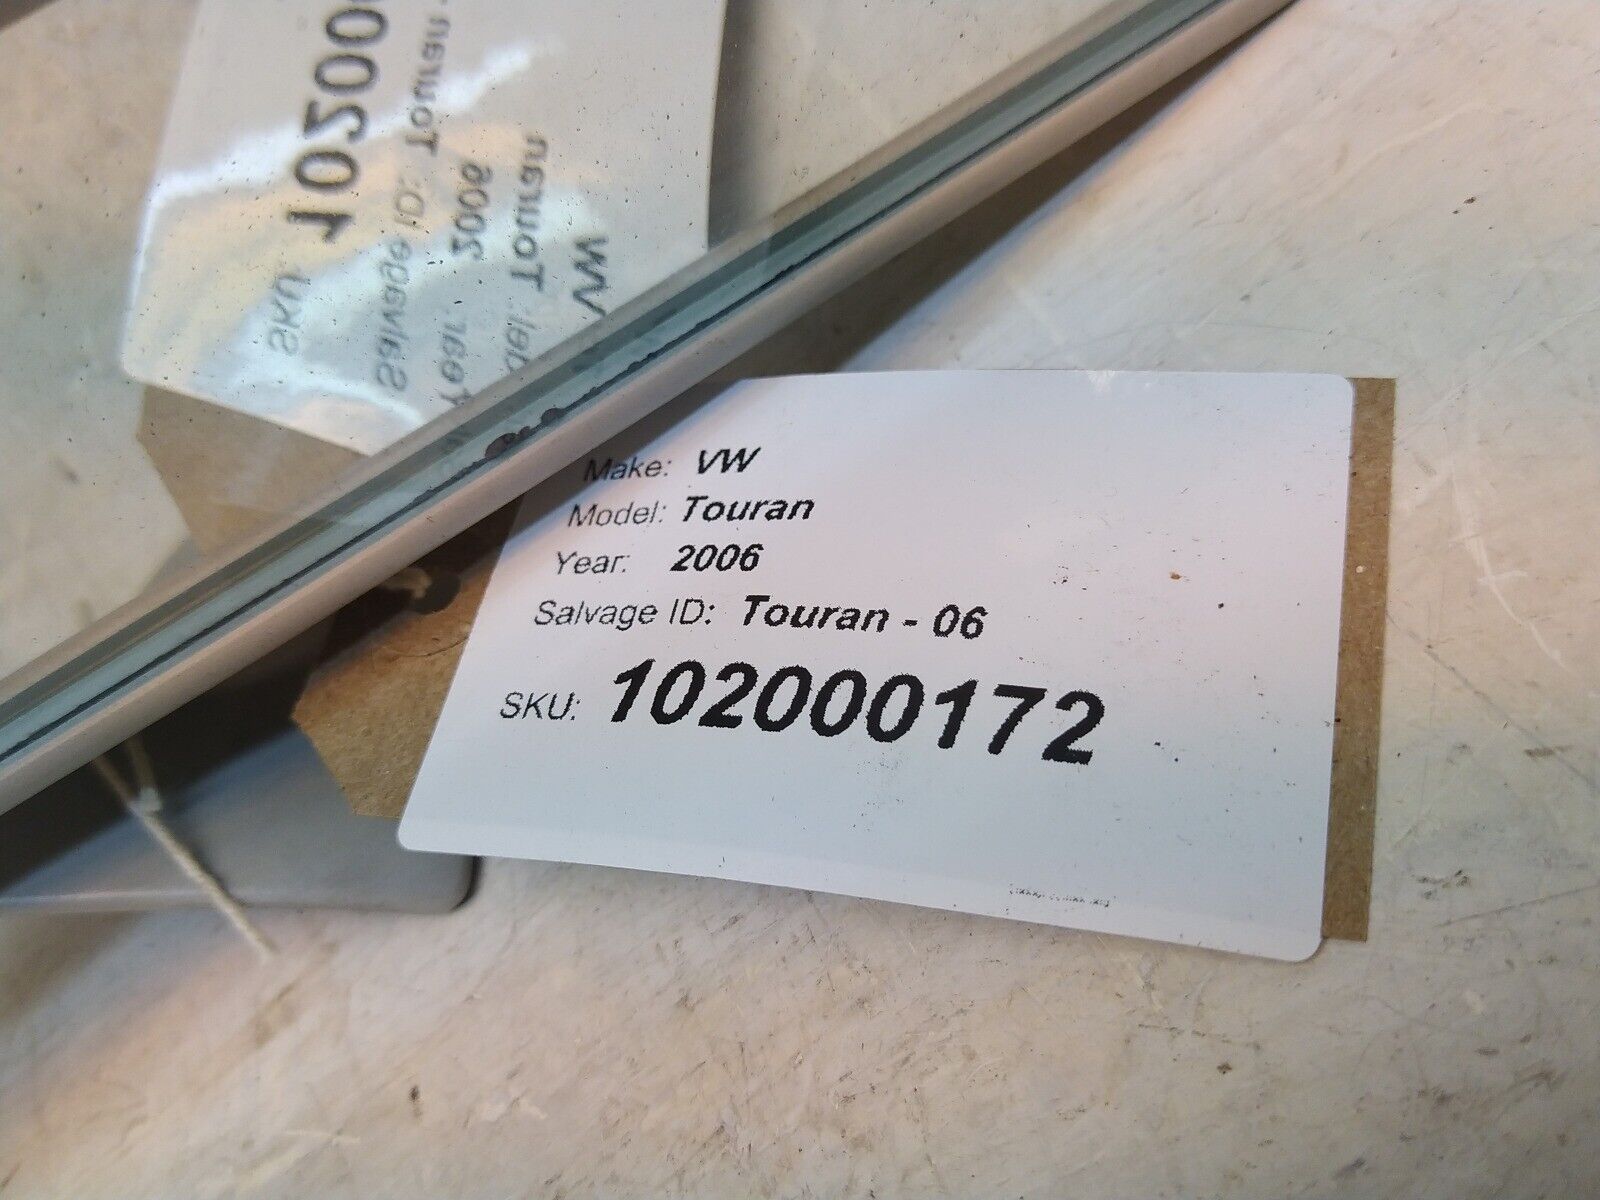 Make: VW
Model: Touran
Year: 2006
Salvage ID: Touran - 06
SKU: 102000172